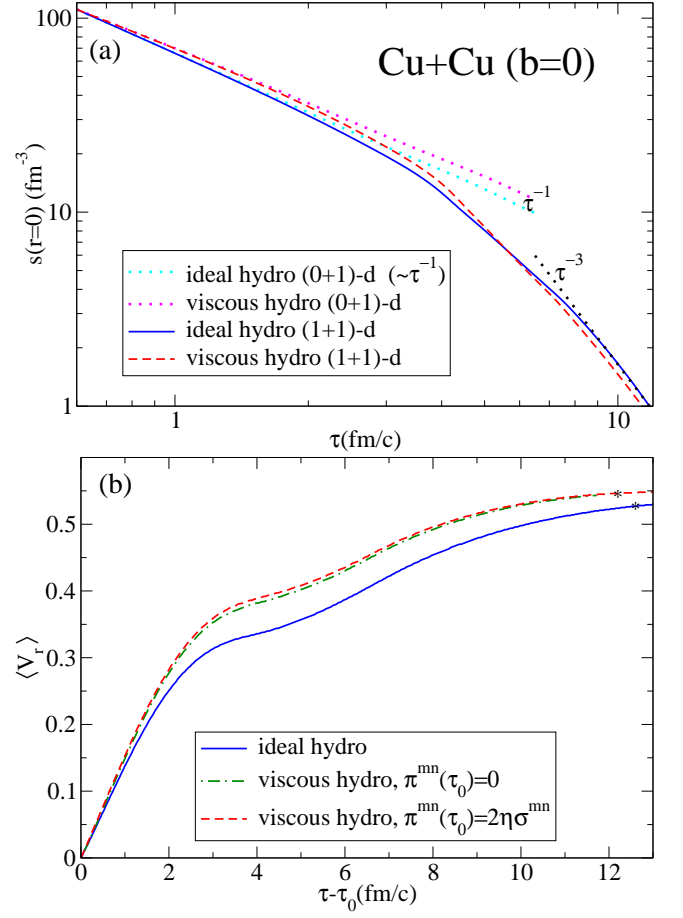 100
(a)
Cu+Cu (b=0)
s(r=0) (fm⁻³)
τ⁻¹
10
τ⁻³
ideal hydro (0+1)-d (~τ⁻¹)
viscous hydro (0+1)-d
ideal hydro (1+1)-d
viscous hydro (1+1)-d
1
1
10
τ(fm/c)
(b)
0.5
*
*
0.4
0.3
⟨v_r⟩
0.2
ideal hydro
viscous hydro, π^mn(τ₀)=0
0.1
viscous hydro, π^mn(τ₀)=2ησ^mn
0
0 2 4 6 8 10 12
τ-τ₀(fm/c)